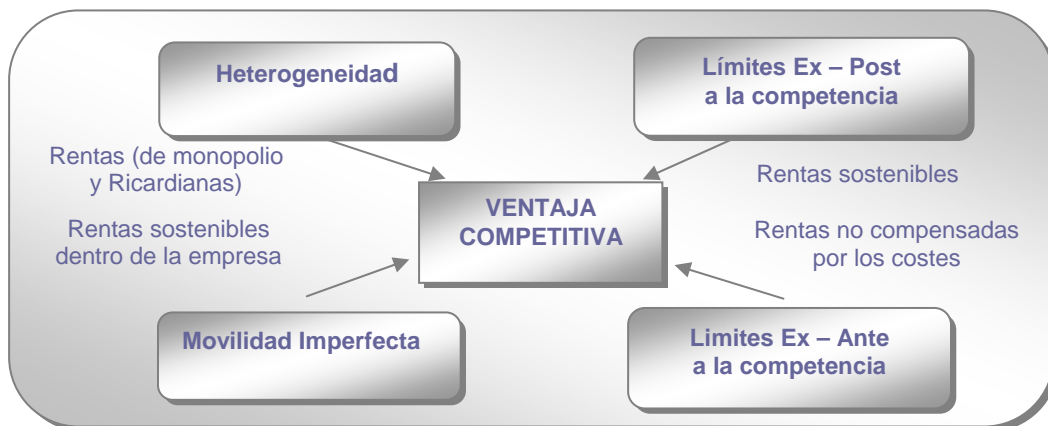 Heterogeneidad
Límites Ex – Post
a la competencia
Rentas (de monopolio
y Ricardianas)
Rentas sostenibles
VENTAJA
COMPETITIVA
Rentas sostenibles
dentro de la empresa
Rentas no compensadas
por los costes
Movilidad Imperfecta
Limites Ex – Ante
a la competencia